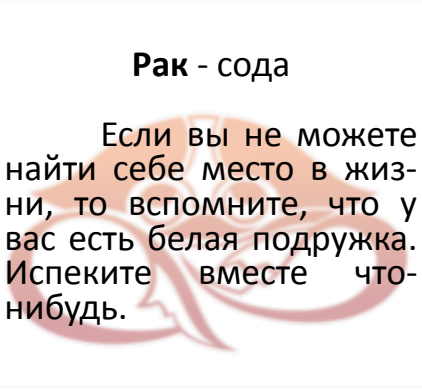 Рак - сода
Если вы не можете
найти себе место в жиз-
ни, то вспомните, что у
вас есть белая подружка.
Испеките вместе что-
нибудь.